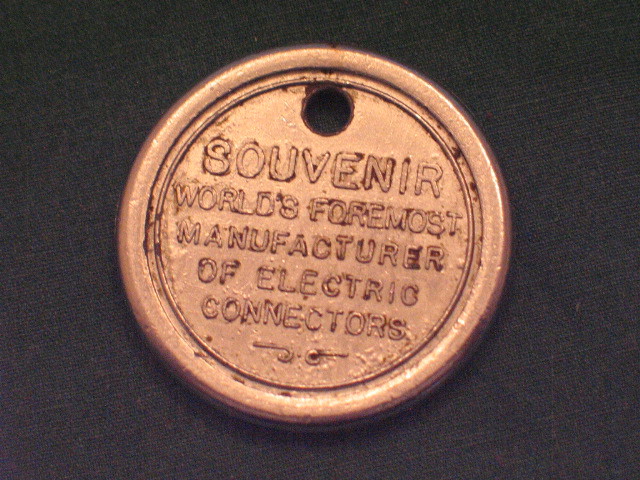 SOUVENIR
WORLD'S FOREMOST
MANUFACTURER
OF ELECTRIC
CONNECTORS